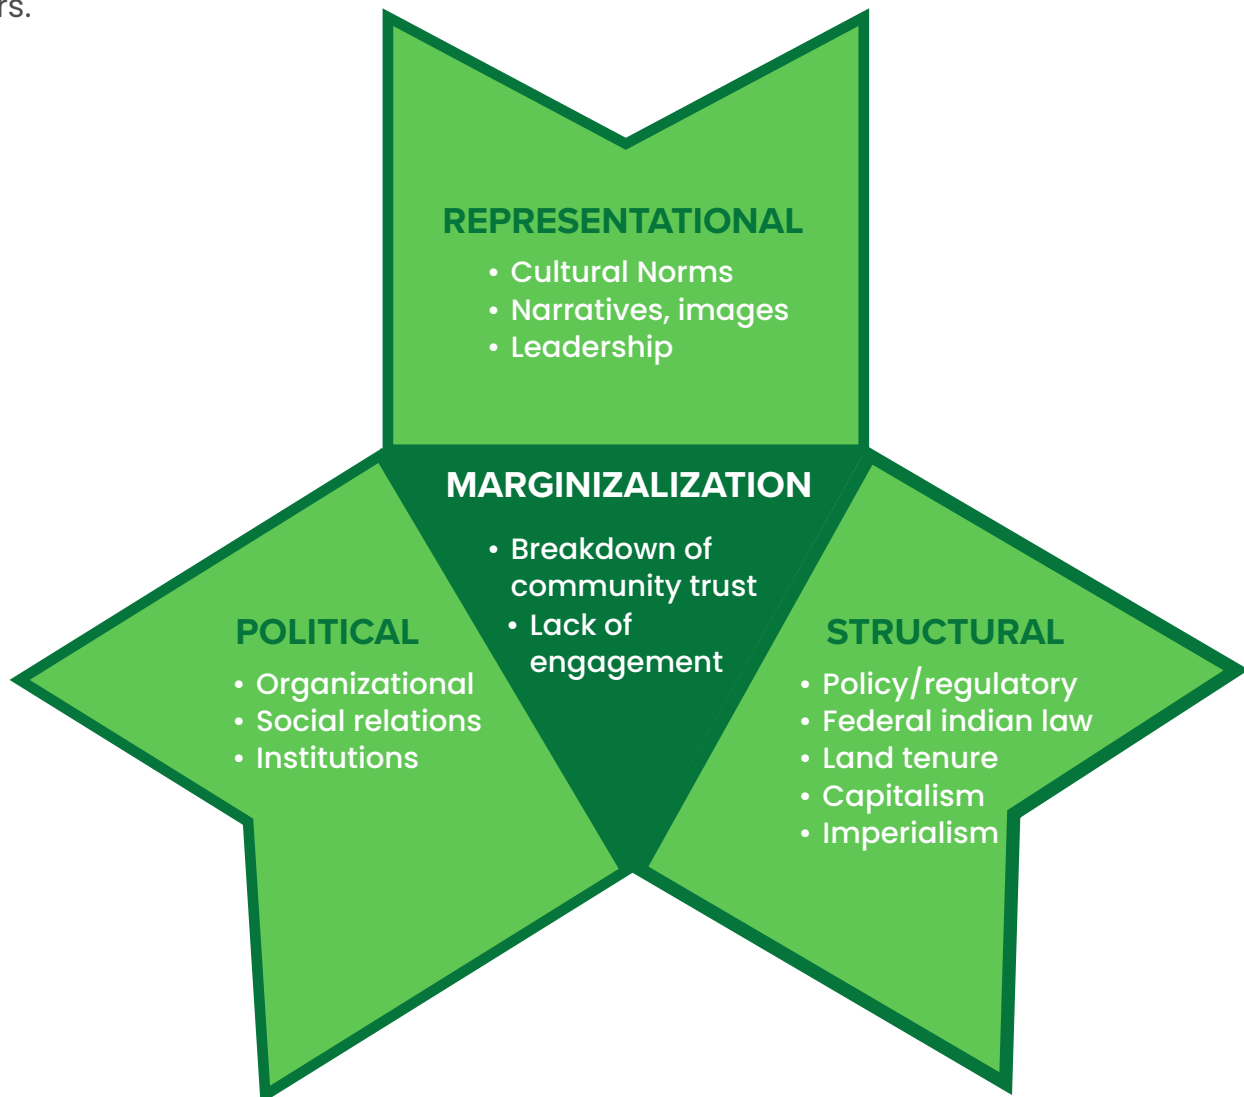 rs.
REPRESENTATIONAL
• Cultural Norms
• Narratives, images
• Leadership
MARGINIZALIZATION
• Breakdown of
community trust
• Lack of
engagement
POLITICAL
• Organizational
• Social relations
• Institutions
STRUCTURAL
• Policy/regulatory
• Federal indian law
• Land tenure
• Capitalism
• Imperialism